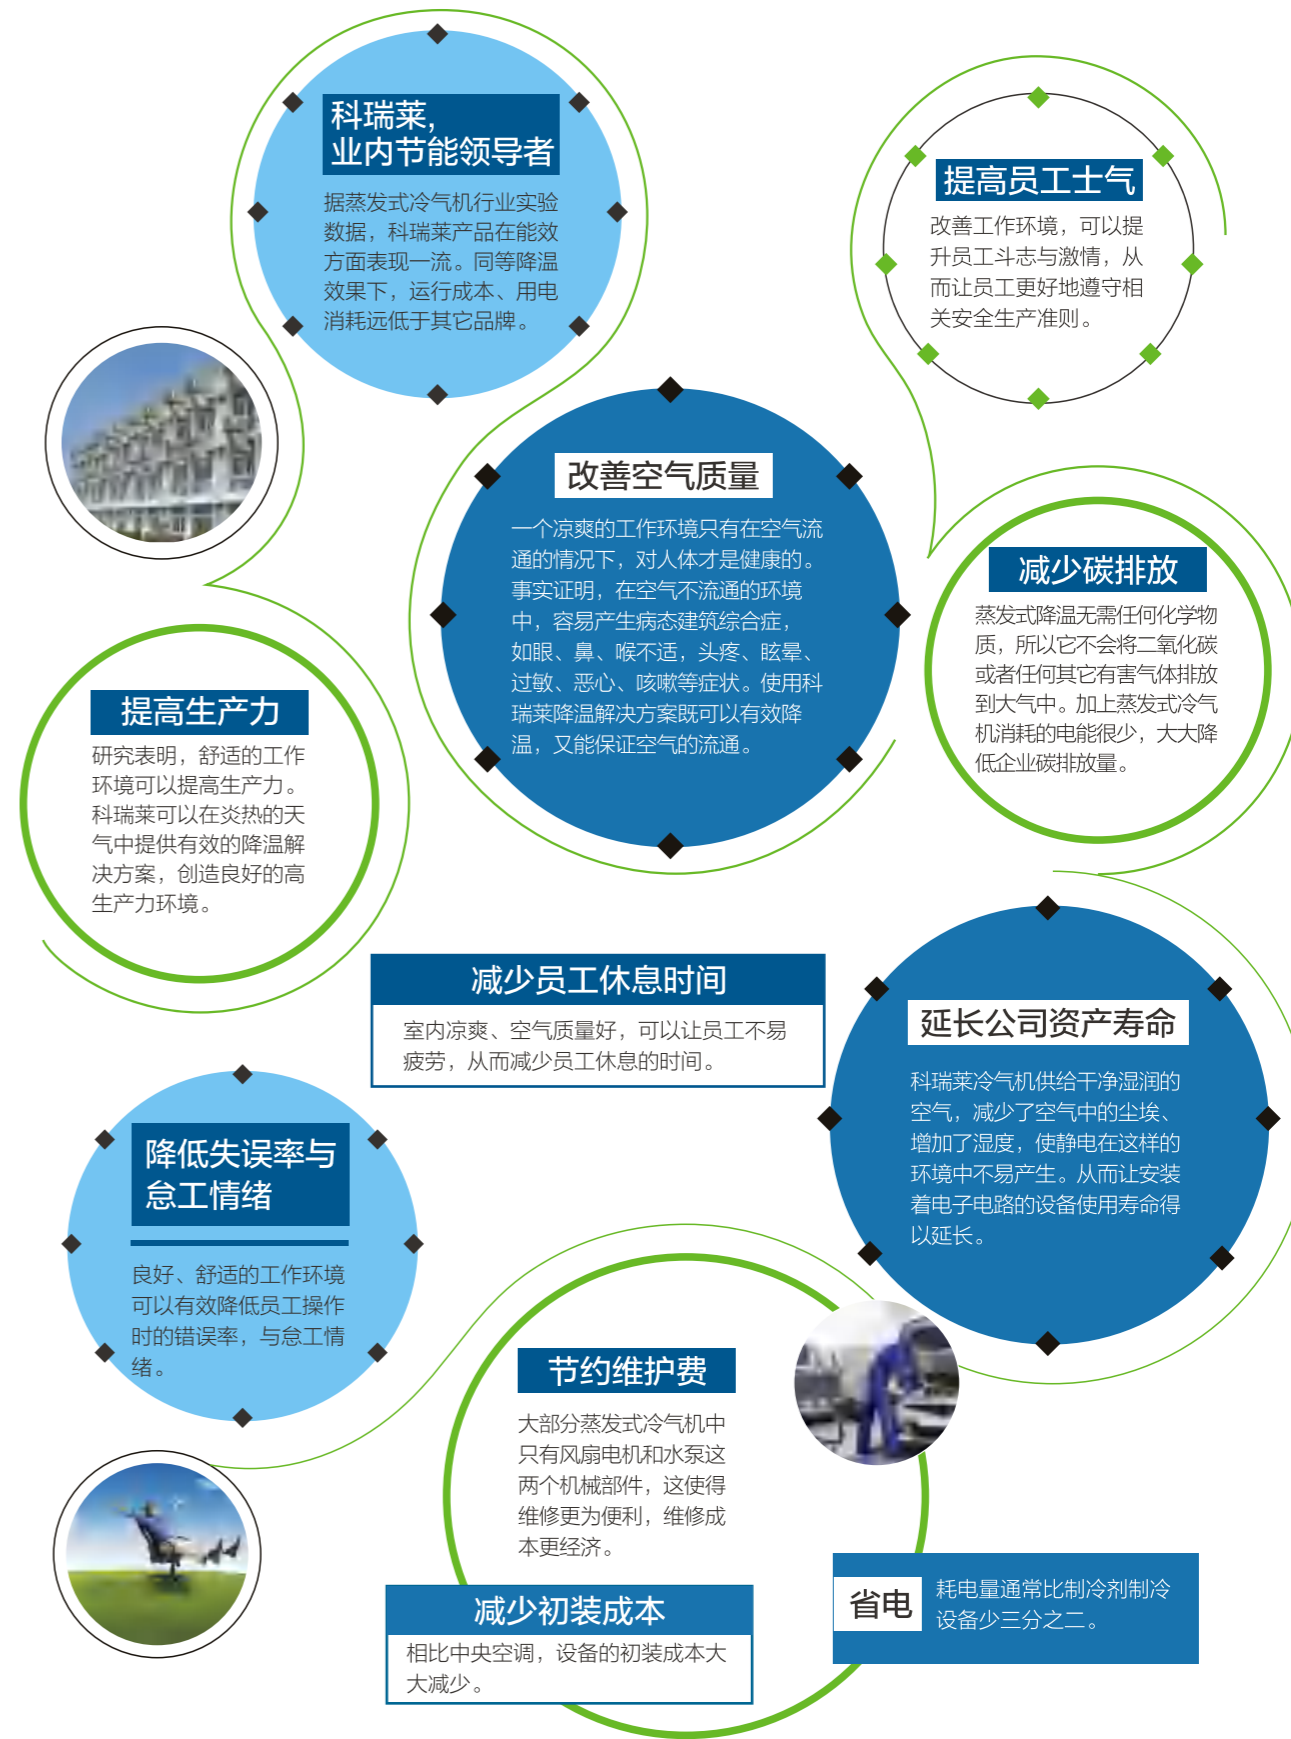 科瑞莱，
业内节能领导者
据蒸发式冷气机行业实验
数据，科瑞莱产品在能效
方面表现一流。同等降温
效果下，运行成本、用电
消耗远低于其它品牌。
提高员工士气
改善工作环境，可以提
升员工斗志与激情，从
而让员工更好地遵守相
关安全生产准则。
改善空气质量
一个凉爽的工作环境只有在空气流
通的情况下，对人体才是健康的。
事实证明，在空气不流通的环境
中，容易产生病态建筑综合症，
如眼、鼻、喉不适，头疼、眩晕、
过敏、恶心、咳嗽等症状。使用科
瑞莱降温解决方案既可以有效降
温，又能保证空气的流通。
减少碳排放
蒸发式降温无需任何化学物
质，所以它不会将二氧化碳
或者任何其它有害气体排放
到大气中。加上蒸发式冷气
机消耗的电能很少，大大降
低企业碳排放量。
提高生产力
研究表明，舒适的工作
环境可以提高生产力。
科瑞莱可以在炎热的天
气中提供有效的降温解
决方案，创造良好的高
生产力环境。
减少员工休息时间
室内凉爽、空气质量好，可以让员工不易
疲劳，从而减少员工休息的时间。
延长公司资产寿命
科瑞莱冷气机供给干净湿润的
空气，减少了空气中的尘埃、
增加了湿度，使静电在这样的
环境中不易产生。从而让安装
着电子电路的设备使用寿命得
以延长。
降低失误率与
怠工情绪
良好、舒适的工作环境
可以有效降低员工操作
时的错误率，与怠工情
绪。
节约维护费
大部分蒸发式冷气机中
只有风扇电机和水泵这
两个机械部件，这使得
维修更为便利，维修成
本更经济。
减少初装成本
相比中央空调，设备的初装成本大
大减少。
省电
耗电量通常比制冷剂制冷
设备少三分之二。